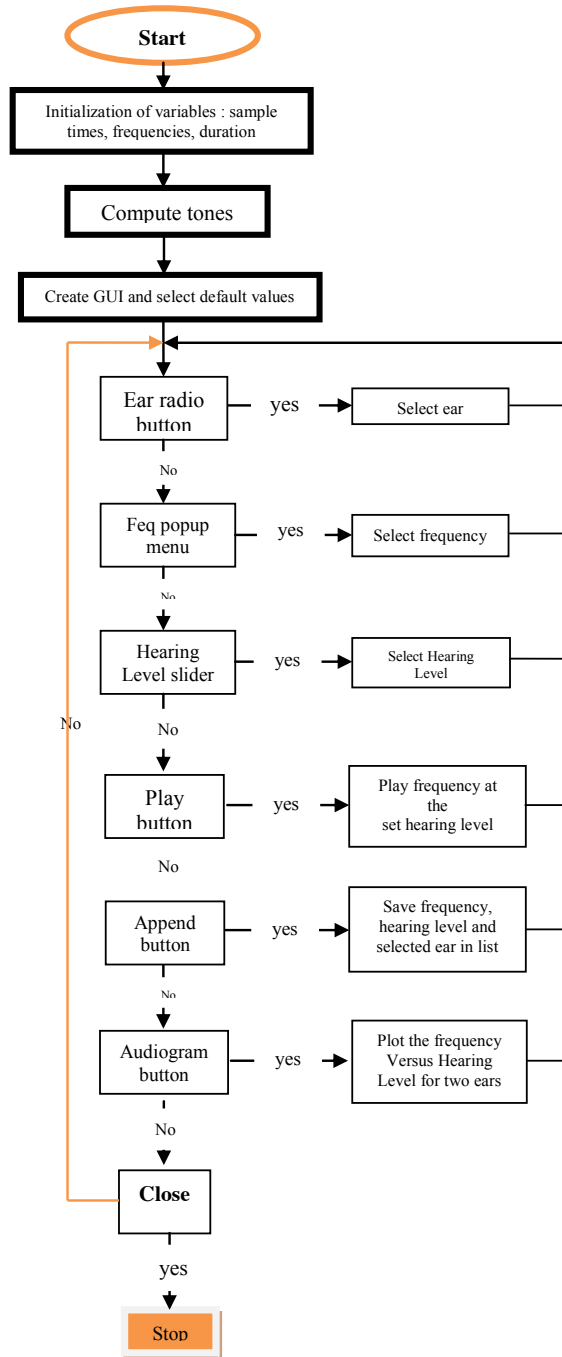 Start
Initialization of variables : sample
times, frequencies, duration
Compute tones
Create GUI and select default values
Ear radio
button
yes
Select ear
No
Feq popup
menu
yes
Select frequency
No
Hearing
Level slider
yes
Select Hearing
Level
No
No
Play
button
yes
Play frequency at
the
set hearing level
No
Append
button
yes
Save frequency,
hearing level and
selected ear in list
No
Audiogram
button
yes
Plot the frequency
Versus Hearing
Level for two ears
No
Close
yes
Stop